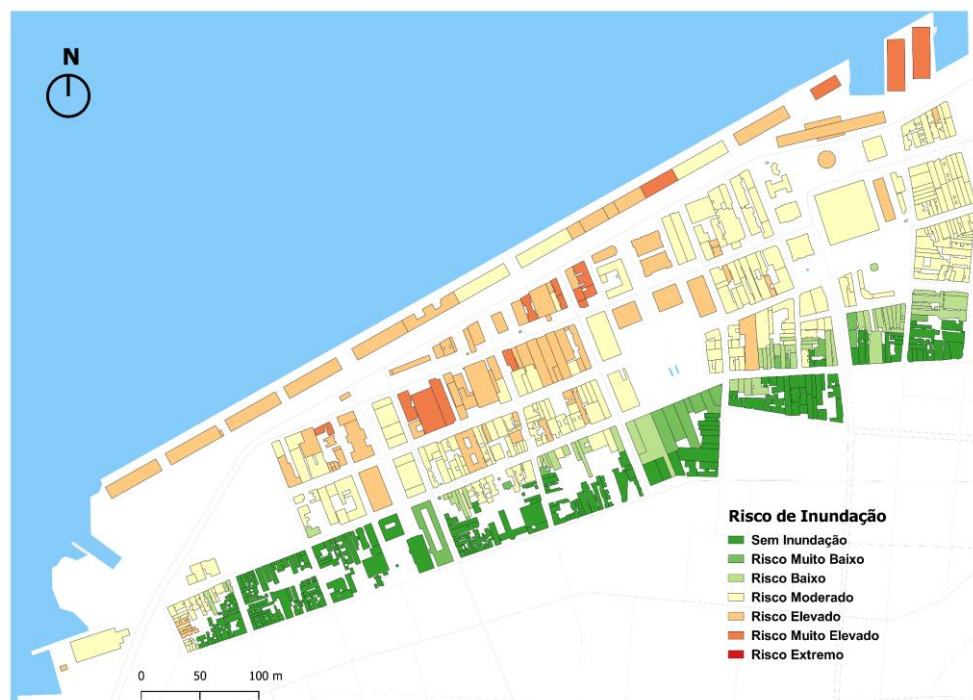 N
Risco de Inundação
Sem Inundação
Risco Muito Baixo
Risco Baixo
Risco Moderado
Risco Elevado
Risco Muito Elevado
Risco Extremo
0 50 100 m